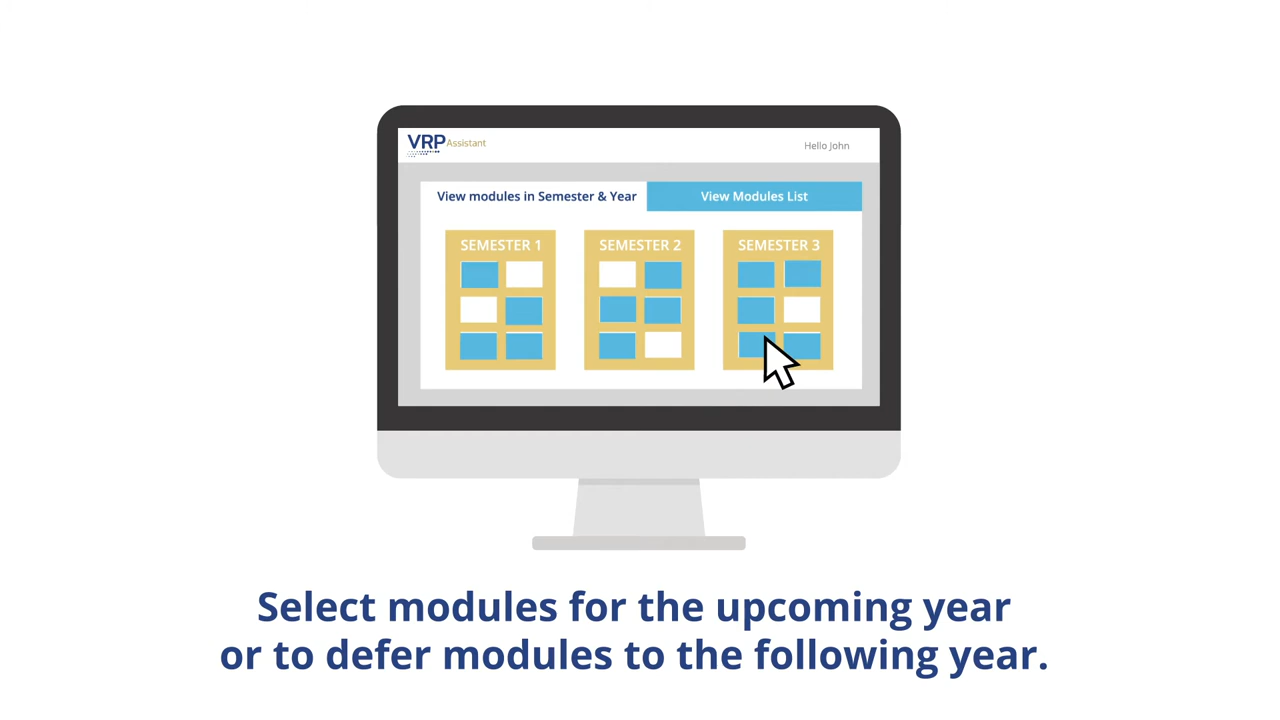 VRP Assistant
Hello John
View modules in Semester & Year
View Modules List
SEMESTER 1
SEMESTER 2
SEMESTER 3
Select modules for the upcoming year
or to defer modules to the following year.